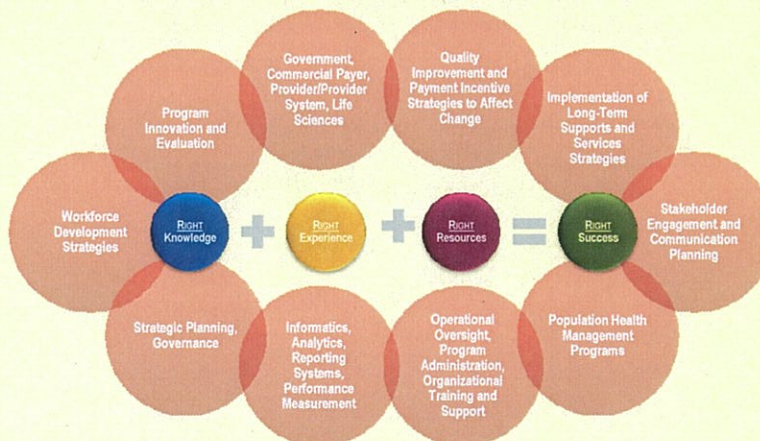 Government,
Commercial Payer,
Provider/Provider
System, Life
Sciences
Quality
Improvement and
Payment Incentive
Strategies to Affect
Change
Program
Innovation and
Evaluation
Implementation of
Long-Term
Supports and
Services
Strategies
Workforce
Development
Strategies
RIGHT
Knowledge
+
RIGHT
Experience
+
RIGHT
Resources
=
RIGHT
Success
Stakeholder
Engagement and
Communication
Planning
Strategic Planning,
Governance
Informatics,
Analytics,
Reporting
Systems,
Performance
Measurement
Operational
Oversight,
Program
Administration,
Organizational
Training and
Support
Population Health
Management
Programs